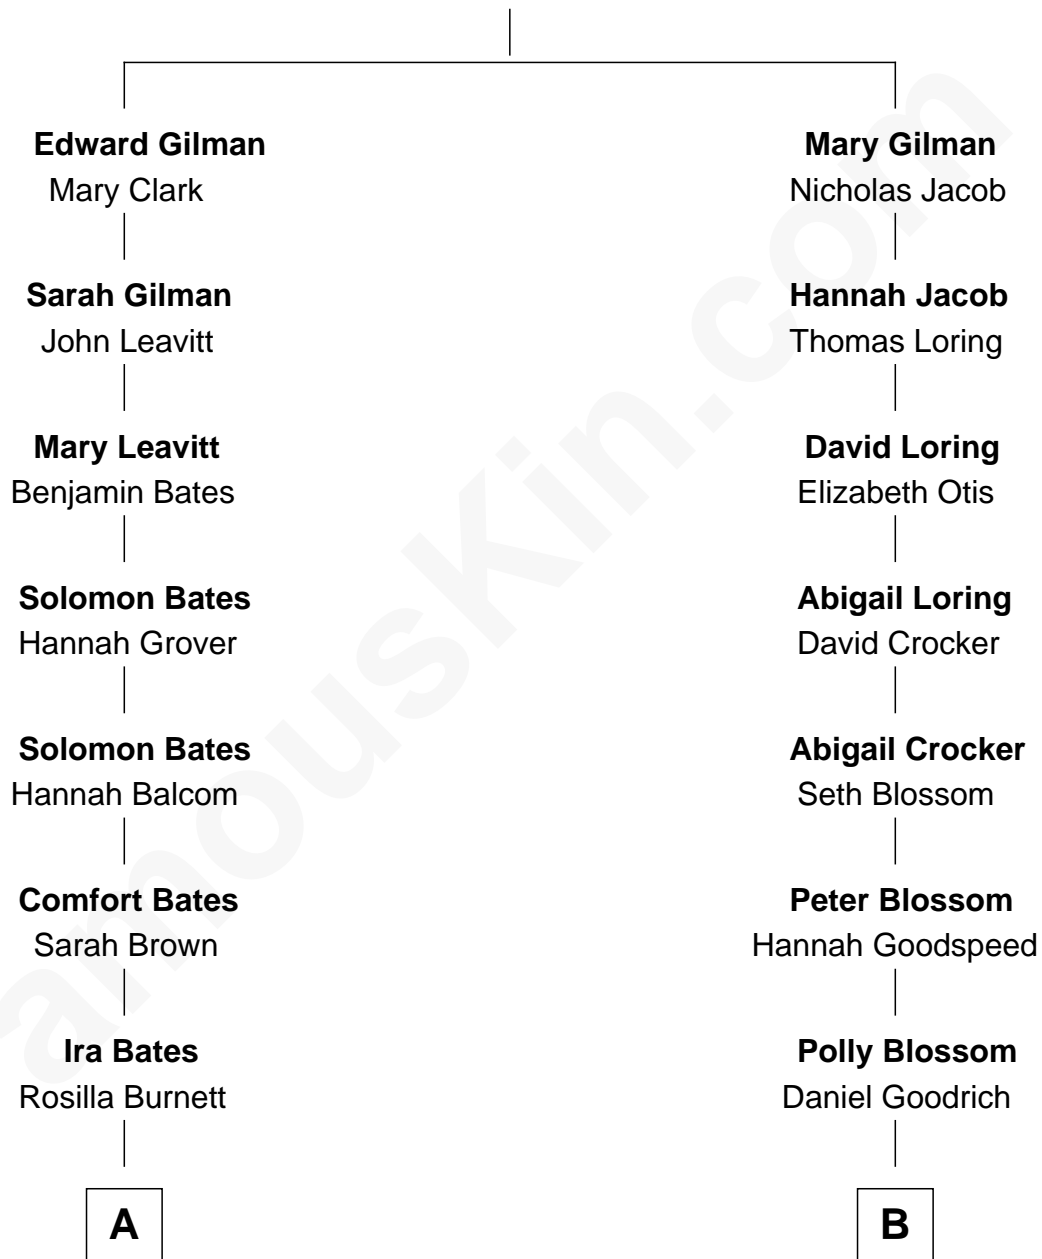 Edward Gilman
Mary Clark
Sarah Gilman
John Leavitt
Mary Leavitt
Benjamin Bates
Solomon Bates
Hannah Grover
Solomon Bates
Hannah Balcom
Comfort Bates
Sarah Brown
Ira Bates
Rosilla Burnett
A
Mary Gilman
Nicholas Jacob
Hannah Jacob
Thomas Loring
David Loring
Elizabeth Otis
Abigail Loring
David Crocker
Abigail Crocker
Seth Blossom
Peter Blossom
Hannah Goodspeed
Polly Blossom
Daniel Goodrich
B
amousKin.com